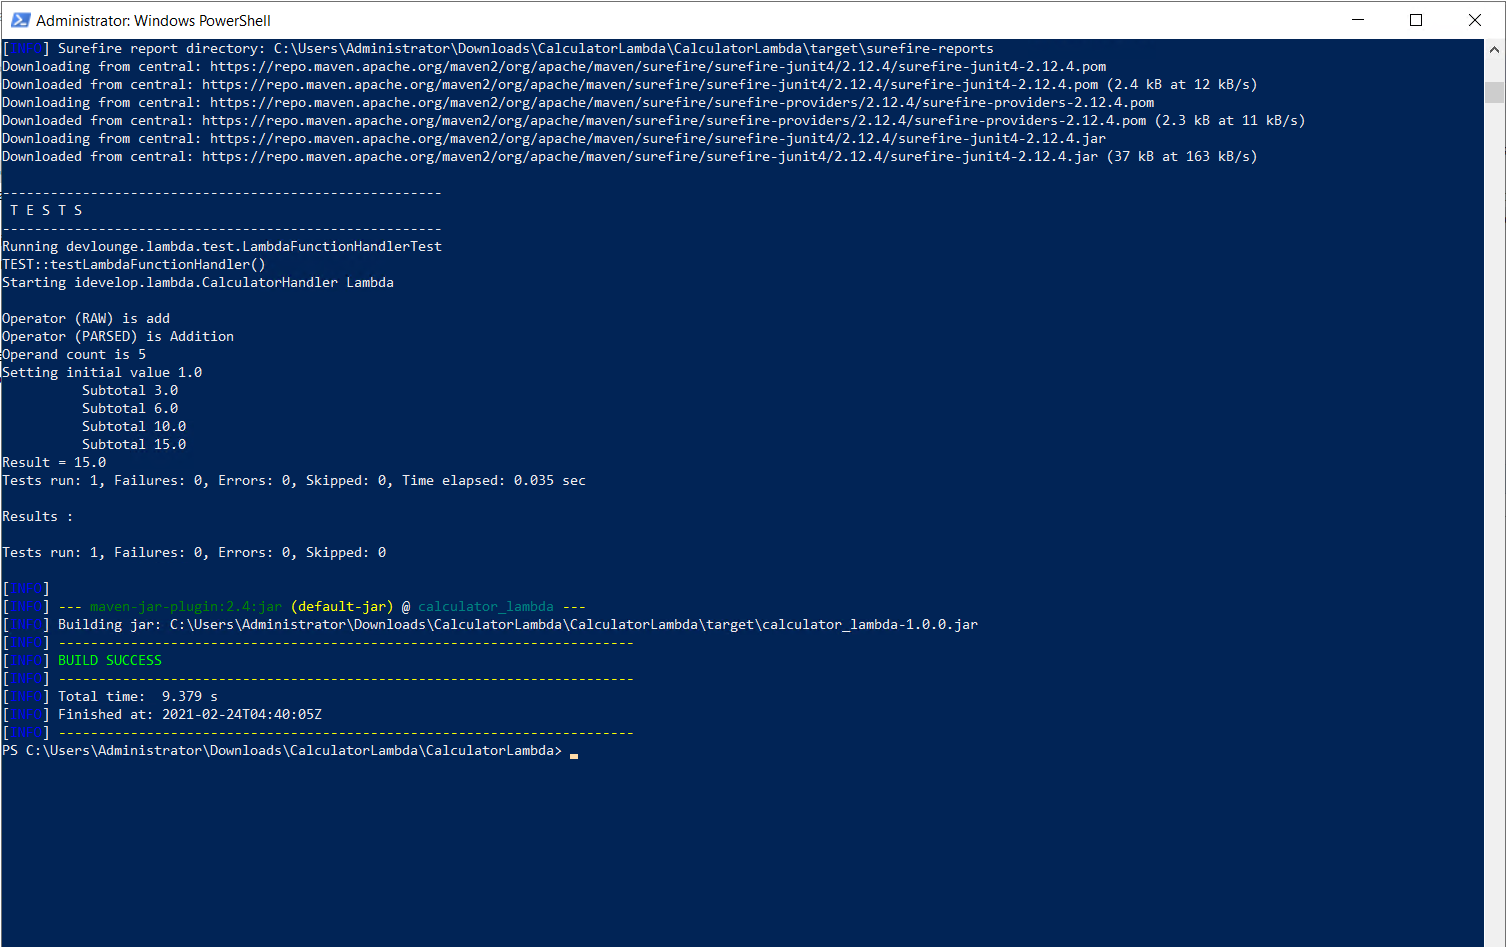 Administrator: Windows PowerShell
[INFO] Surefire report directory: C:\Users\Administrator\Downloads\CalculatorLambda\CalculatorLambda\target\surefire-reports
Downloading from central: https://repo.maven.apache.org/maven2/org/apache/maven/surefire/surefire-junit4/2.12.4/surefire-junit4-2.12.4.pom
Downloaded from central: https://repo.maven.apache.org/maven2/org/apache/maven/surefire/surefire-junit4/2.12.4/surefire-junit4-2.12.4.pom (2.4 kB at 12 kB/s)
Downloading from central: https://repo.maven.apache.org/maven2/org/apache/maven/surefire/surefire-providers/2.12.4/surefire-providers-2.12.4.pom
Downloaded from central: https://repo.maven.apache.org/maven2/org/apache/maven/surefire/surefire-providers/2.12.4/surefire-providers-2.12.4.pom (2.3 kB at 11 kB/s)
Downloading from central: https://repo.maven.apache.org/maven2/org/apache/maven/surefire/surefire-junit4/2.12.4/surefire-junit4-2.12.4.jar
Downloaded from central: https://repo.maven.apache.org/maven2/org/apache/maven/surefire/surefire-junit4/2.12.4/surefire-junit4-2.12.4.jar (37 kB at 163 kB/s)
-------------------------------------------------------
T E S T S
-------------------------------------------------------
Running devlounge.lambda.test.LambdaFunctionHandlerTest
TEST::testLambdaFunctionHandler()
Starting idevelop.lambda.CalculatorHandler Lambda
Operator (RAW) is add
Operator (PARSED) is Addition
Operand count is 5
Setting initial value 1.0
Subtotal 3.0
Subtotal 6.0
Subtotal 10.0
Subtotal 15.0
Result = 15.0
Tests run: 1, Failures: 0, Errors: 0, Skipped: 0, Time elapsed: 0.035 sec
Results :
Tests run: 1, Failures: 0, Errors: 0, Skipped: 0
[INFO]
[INFO] --- maven-jar-plugin:2.4:jar (default-jar) @ calculator_lambda ---
[INFO] Building jar: C:\Users\Administrator\Downloads\CalculatorLambda\CalculatorLambda\target\calculator_lambda-1.0.0.jar
[INFO] ------------------------------------------------------------------------
[INFO] BUILD SUCCESS
[INFO] ------------------------------------------------------------------------
[INFO] Total time:  9.379 s
[INFO] Finished at: 2021-02-24T04:40:05Z
[INFO] ------------------------------------------------------------------------
PS C:\Users\Administrator\Downloads\CalculatorLambda\CalculatorLambda>